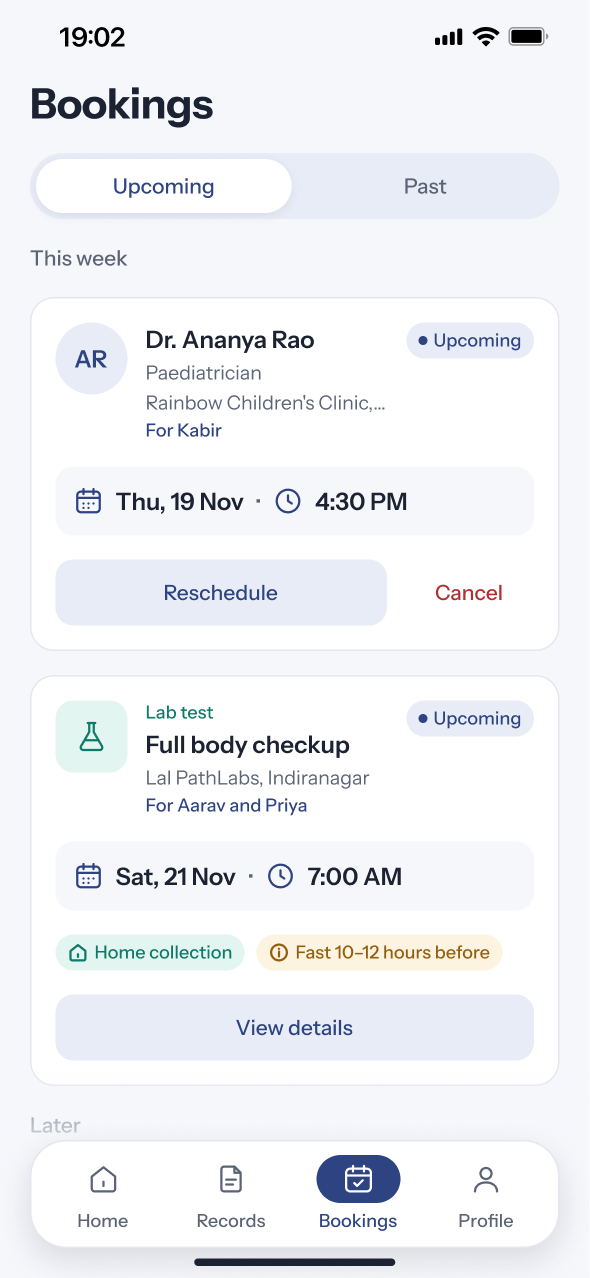 19:02
Bookings
Upcoming
Past
This week
AR
Dr. Ananya Rao
Upcoming
Paediatrician
Rainbow Children's Clinic,...
For Kabir
Thu, 19 Nov · 4:30 PM
Reschedule
Cancel
Lab test
Upcoming
Full body checkup
Lal PathLabs, Indiranagar
For Aarav and Priya
Sat, 21 Nov · 7:00 AM
Home collection
Fast 10–12 hours before
View details
Later
Home
Records
Bookings
Profile